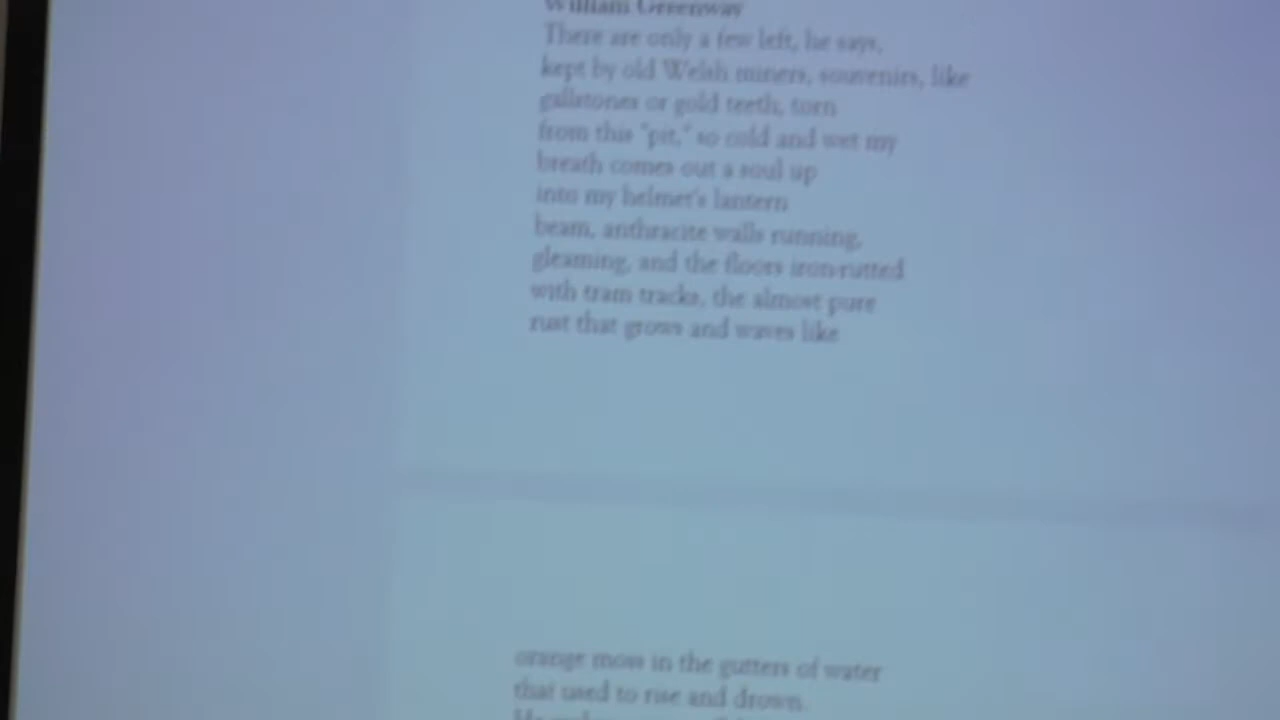 William Greenway
There are only a few left, he says,
kept by old Welsh miners, souvenirs, like
gallstones or gold teeth, torn
from this "pit," so cold and wet my
breath comes out a soul up
into my helmet's lantern
beam, anthracite walls running,
gleaming, and the floors iron-rutted
with tram tracks, the almost pure
rust that grows and waves like
orange moss in the gutters of water
that used to rise and drown.